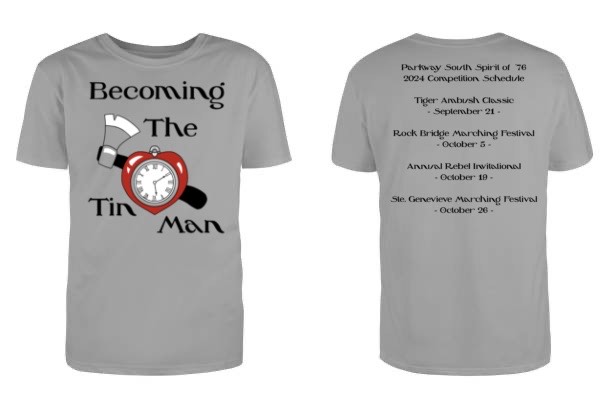 Becoming
The
Tin
Man
Parkway South Spirit of '76
2024 Competition Schedule
Tiger Ambush Classic
- September 21 -
Rock Bridge Marching Festival
- October 5 -
Annual Rebel Invitational
- October 19 -
Ste. Genevieve Marching Festival
- October 26 -